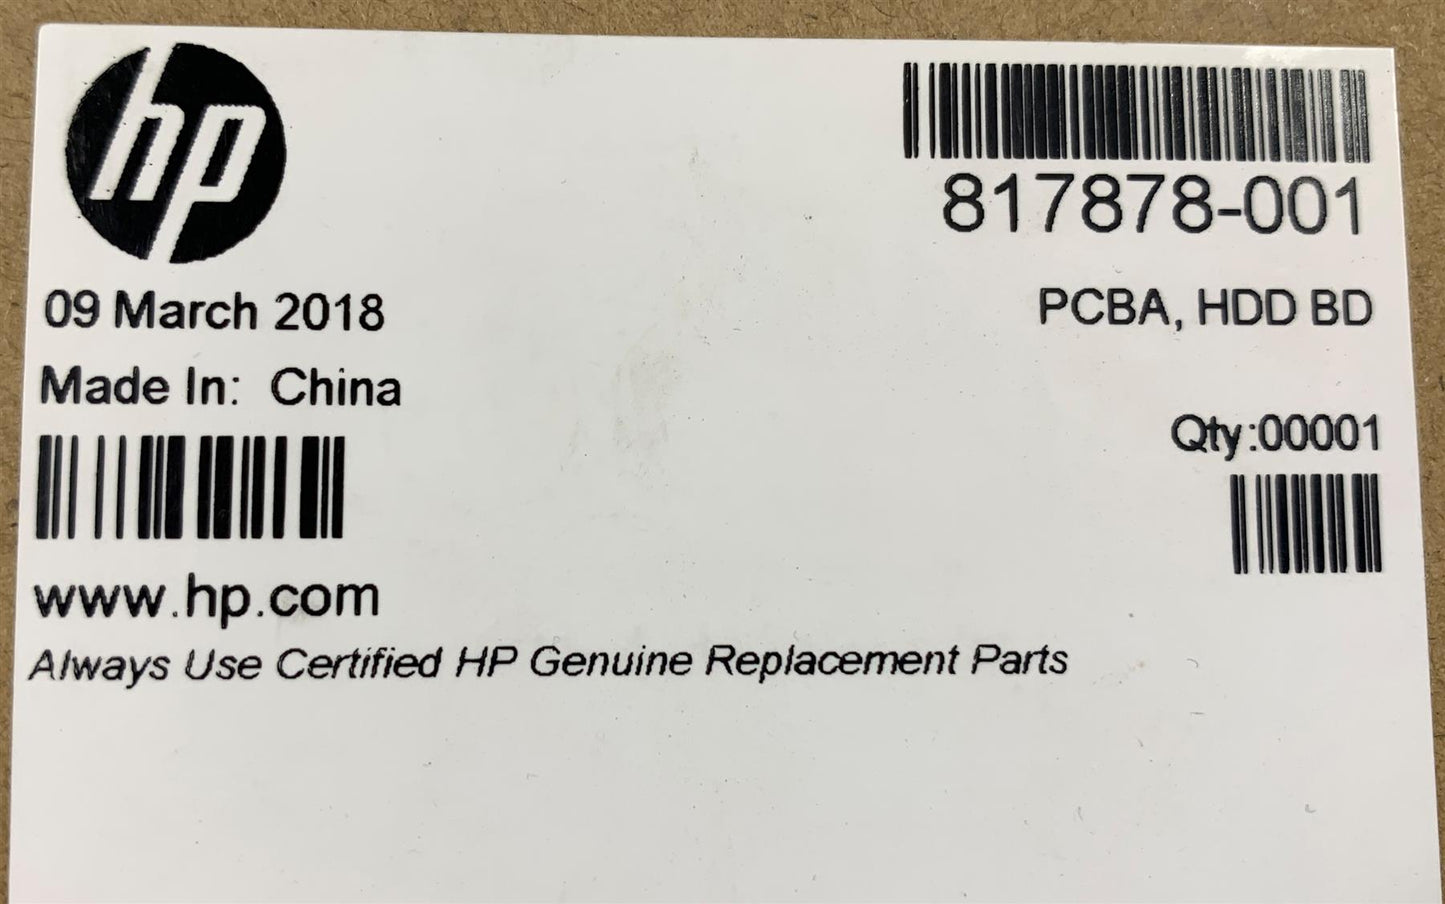 hp
817878-001
09 March 2018
PCBA, HDD BD
Made In: China
Qty:00001
www.hp.com
Always Use Certified HP Genuine Replacement Parts